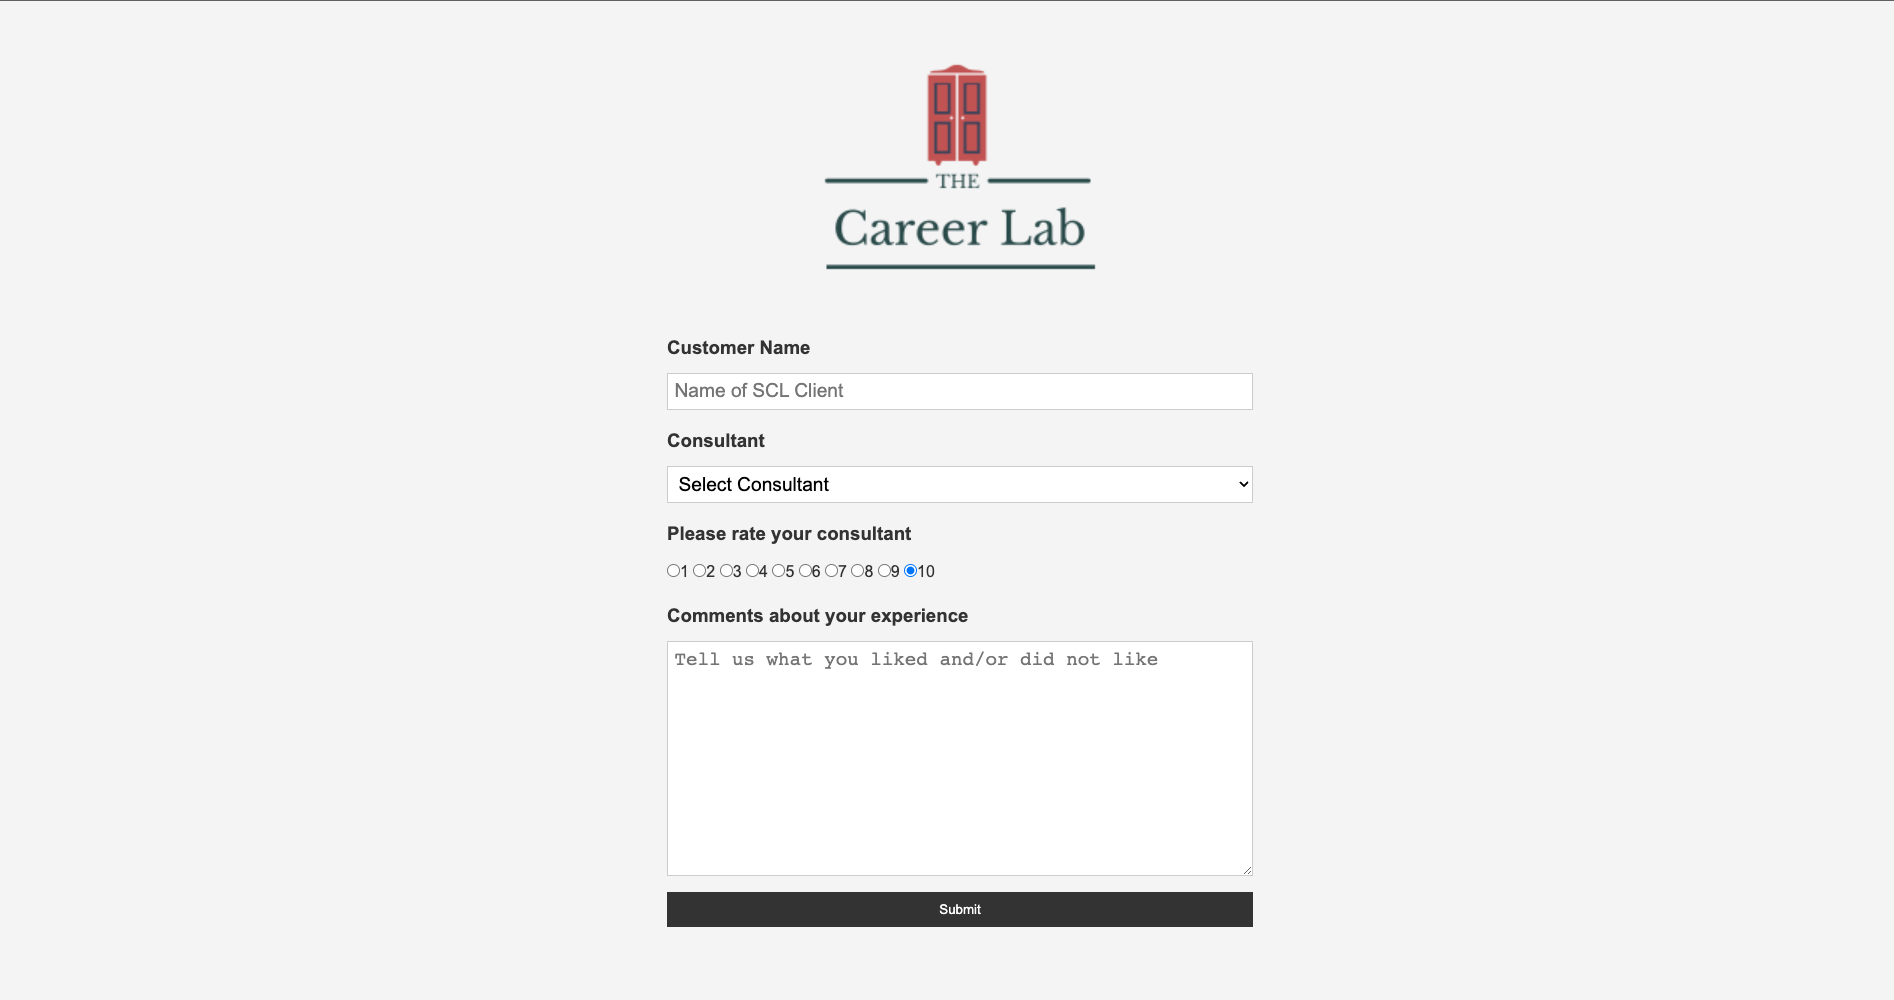 THE
Career Lab
Customer Name
Name of SCL Client
Consultant
Select Consultant
Please rate your consultant
1 2 3 4 5 6 7 8 9 10
Comments about your experience
Tell us what you liked and/or did not like
Submit